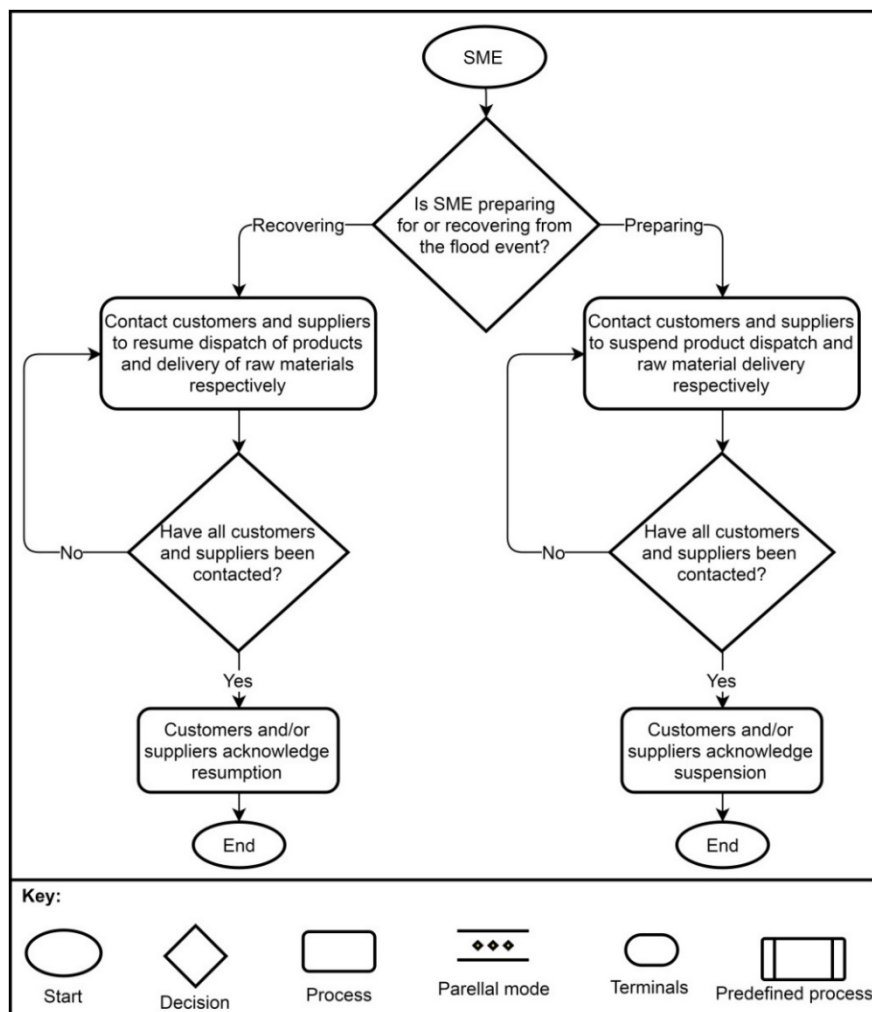 SME
Is SME preparing
for or recovering from
the flood event?
Recovering
Preparing
Contact customers and suppliers
to resume dispatch of products
and delivery of raw materials
respectively
Contact customers and suppliers
to suspend product dispatch and
raw material delivery
respectively
Have all customers
and suppliers been
contacted?
No
Have all customers
and suppliers been
contacted?
No
Yes
Yes
Customers and/or
suppliers acknowledge
resumption
Customers and/or
suppliers acknowledge
suspension
End
End
Key:
Start
Decision
Process
Parellal mode
Terminals
Predefined process